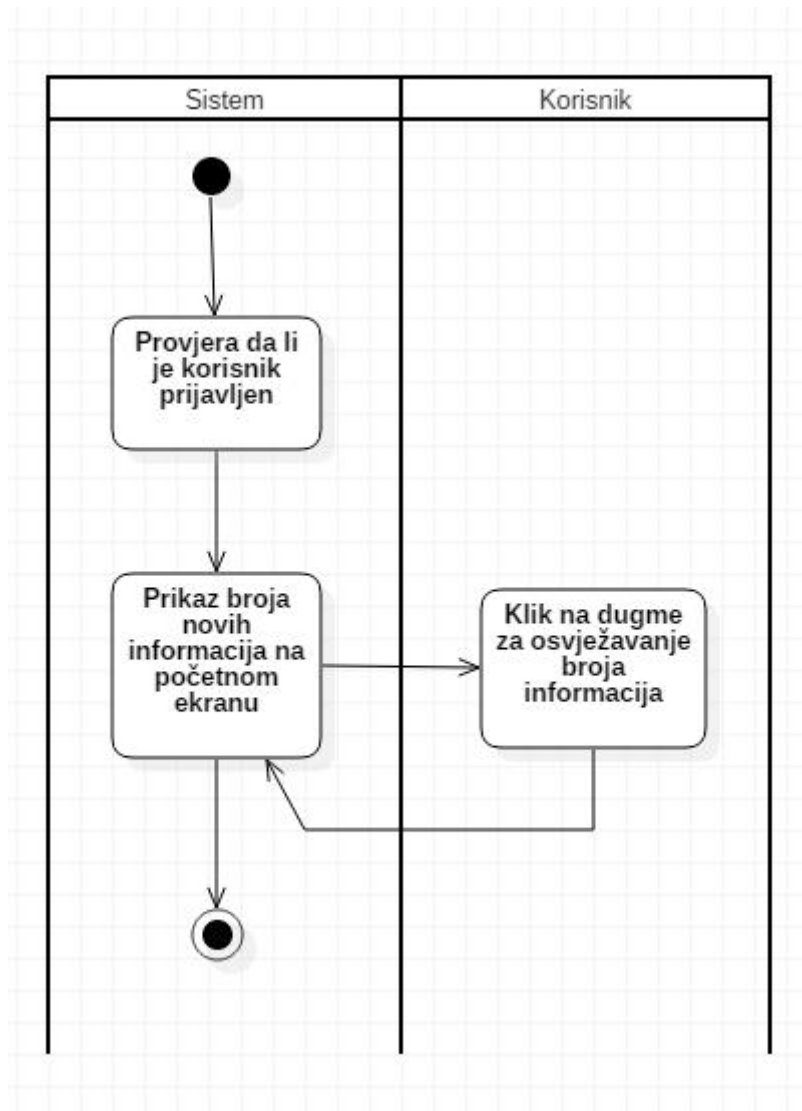 Sistem
Korisnik
Provjera da li
je korisnik
prijavljen
Prikaz broja
novih
informacija na
početnom
ekranu
Klik na dugme
za osvježavanje
broja
informacija